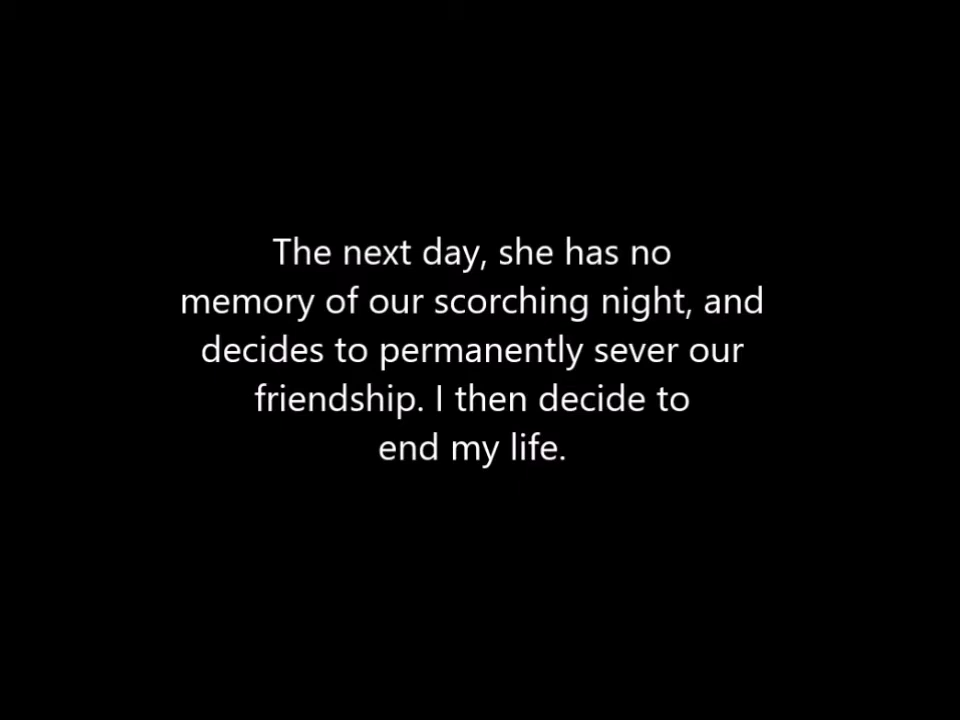 The next day, she has no
memory of our scorching night, and
decides to permanently sever our
friendship. I then decide to
end my life.